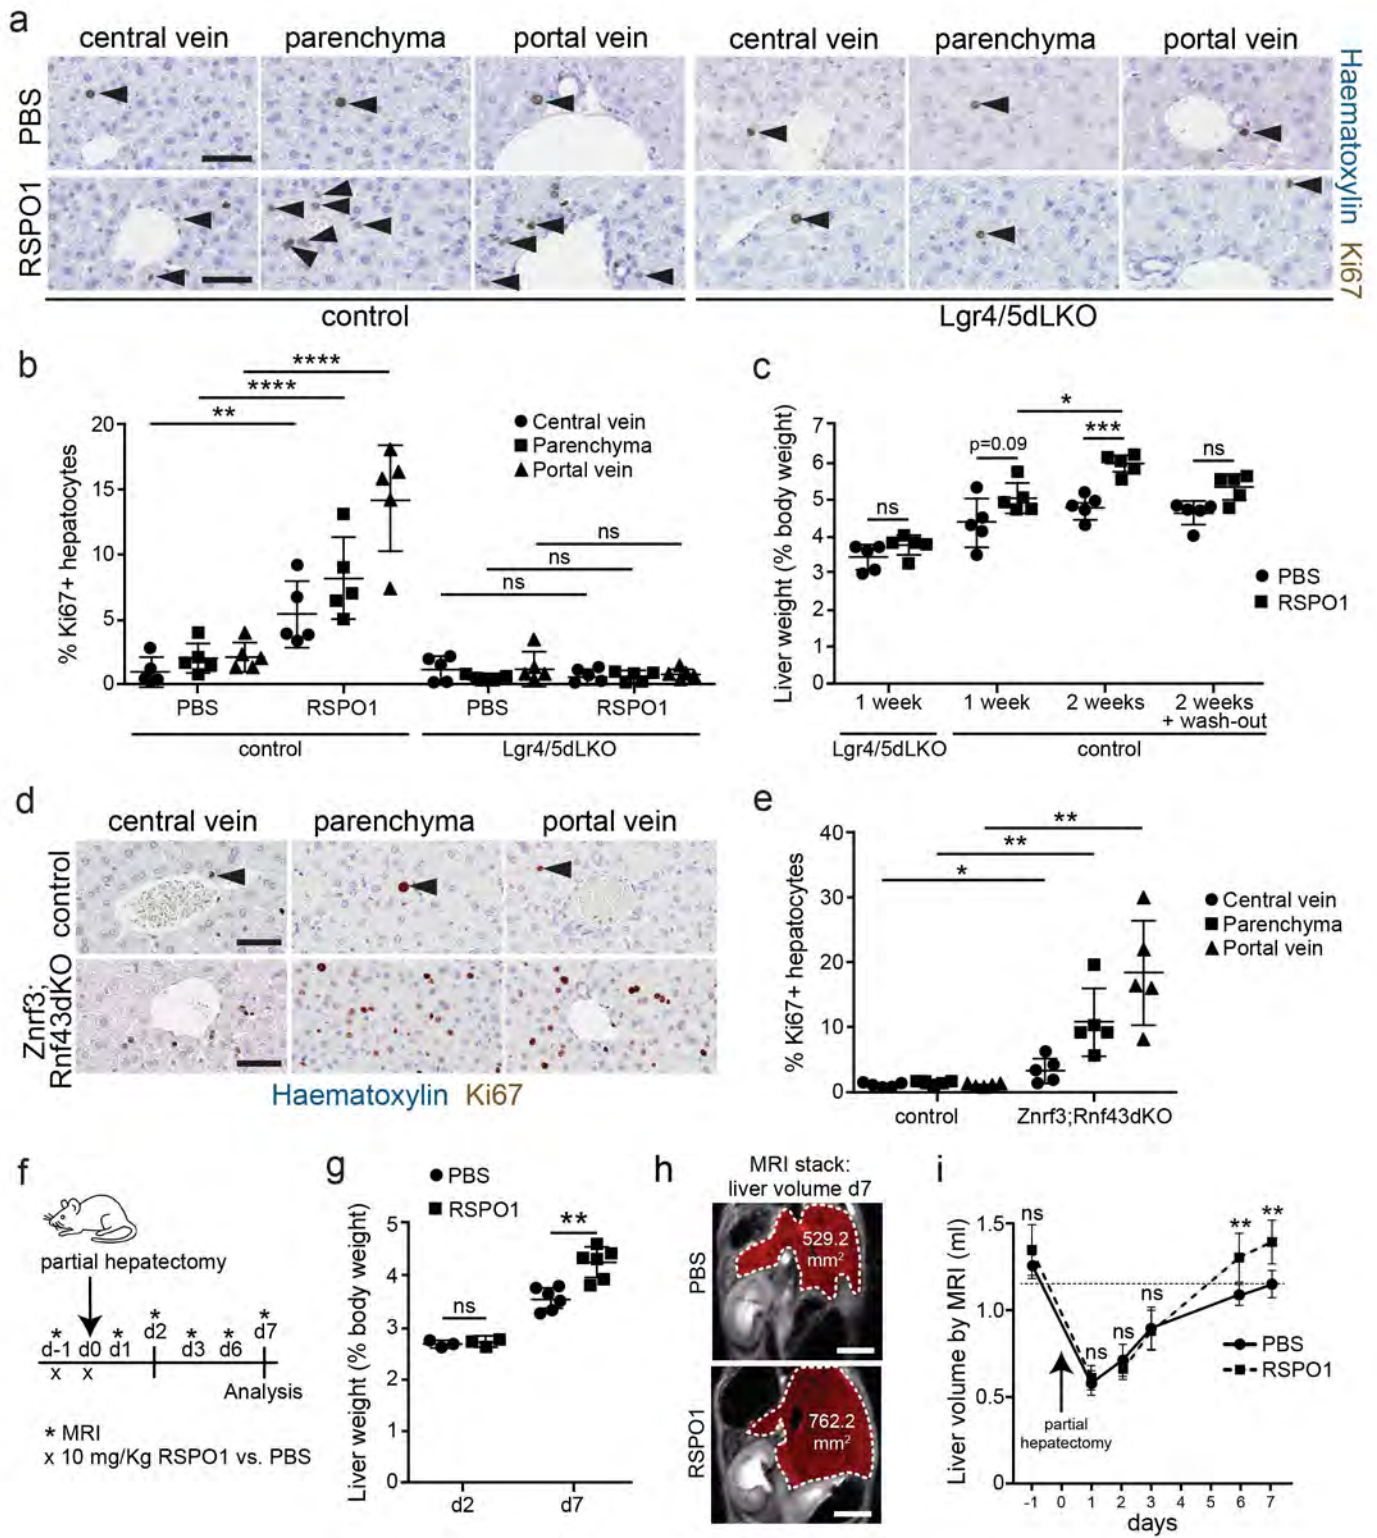 a
central vein parenchyma portal vein central vein parenchyma portal vein
PBS
RSPO1
Haematoxylin Ki67
control Lgr4/5dLKO
b
% Ki67+ hepatocytes
20
15
10
5
0
**
****
****
ns
ns
ns
Central vein
Parenchyma
Portal vein
PBS RSPO1 PBS RSPO1
control Lgr4/5dLKO
c
Liver weight (% body weight)
7
6
5
4
3
2
1
0
ns
p=0.09
*
***
ns
PBS
RSPO1
1 week 1 week 2 weeks 2 weeks
+ wash-out
Lgr4/5dLKO control
d
central vein parenchyma portal vein
control
Znrf3;
Rnf43dKO
Haematoxylin Ki67
e
% Ki67+ hepatocytes
40
30
20
10
0
*
**
**
Central vein
Parenchyma
Portal vein
control Znrf3;Rnf43dKO
f
partial hepatectomy
* * * * * *
d-1 d0 d1 d2 d3 d6 d7
x x
Analysis
* MRI
x 10 mg/Kg RSPO1 vs. PBS
g
PBS
RSPO1
Liver weight (% body weight)
5
4
3
2
1
0
ns
**
d2 d7
h
MRI stack:
liver volume d7
PBS
529.2
mm²
RSPO1
762.2
mm²
i
Liver volume by MRI (ml)
1.5
1.0
0.5
0
ns
ns
ns
ns
**
**
partial
hepatectomy
PBS
RSPO1
-1 0 1 2 3 4 5 6 7
days